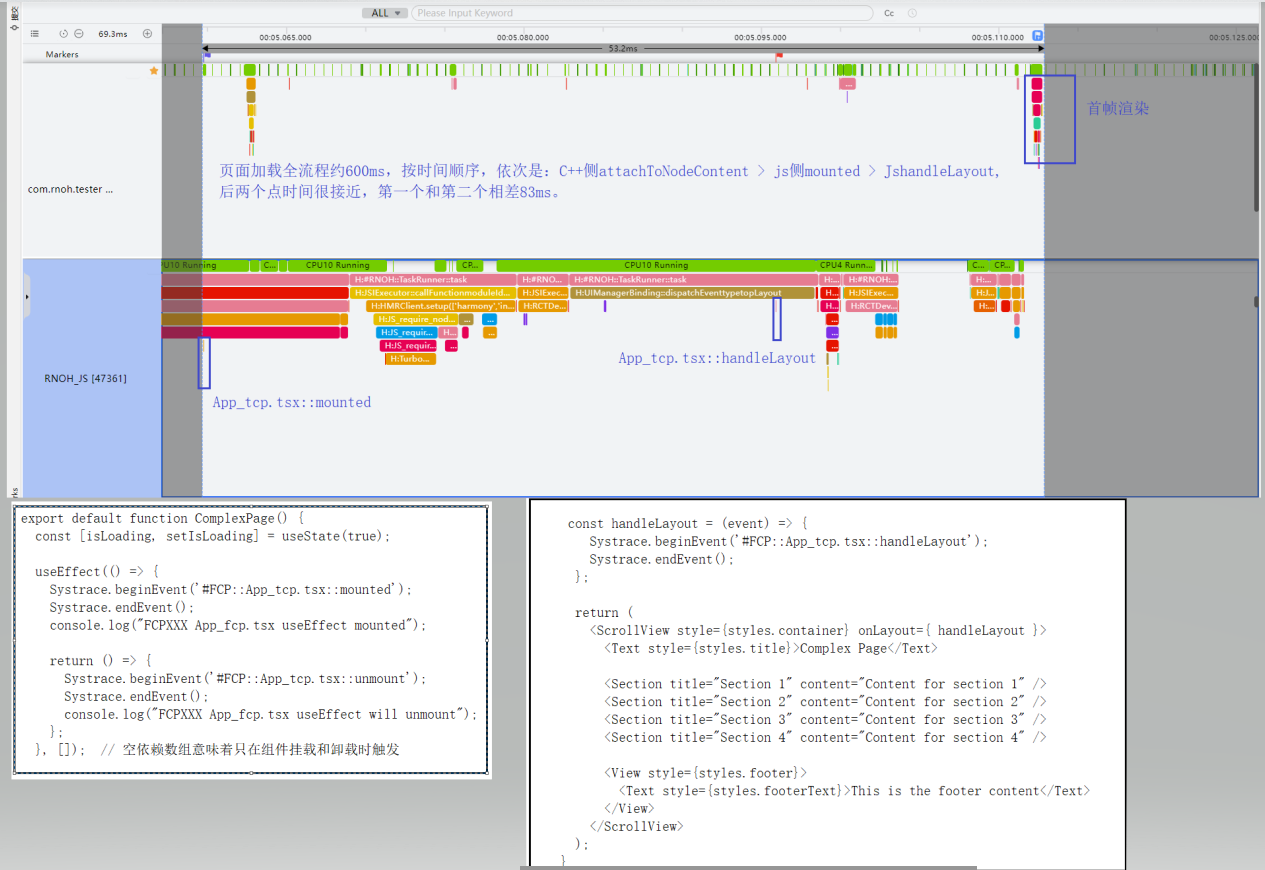 提交
ALL
Please Input Keyword
Cc
69.3ms
00:05.065.000
00:05.080.000
00:05.095.000
00:05.110.000
00:05.125.000
53.2ms
Markers
首帧渲染
页面加载全流程约600ms，按时间顺序，依次是：C++侧attachToNodeContent > js侧mounted > JshandleLayout，
后两个点时间很接近，第一个和第二个相差83ms。
com.rnoh.tester ...
...
CPU10 Running
C...
CPU10 Running
CP...
CPU10 Running
CPU4 Runn...
C...
CP...
H:#RNOH::TaskRunner::task
H:#RNO...
H:#RNOH::TaskRunner::task
H:...
H:#RNOH:...
H:...
H:JSIExecutor::callFunctionmoduleId...
H:JSIExec...
H:UIManagerBinding::dispatchEventtypetopLayout
H...
H:JSIExec...
H:J...
H:HMRClient.setup(['harmony','in...
H:RCTDe...
H...
H:RCTDev...
H:...
H:JS_require_nod...
...
...
...
H:JS_requir...
H...
...
...
H:JS_requir...
...
...
H:Turbo...
RNOH_JS [47361]
App_tcp.tsx::handleLayout
App_tcp.tsx::mounted
rks
export default function ComplexPage() {
const [isLoading, setIsLoading] = useState(true);
useEffect(() => {
Systrace.beginEvent('#FCP::App_tcp.tsx::mounted');
Systrace.endEvent();
console.log("FCPXXX App_fcp.tsx useEffect mounted");
return () => {
Systrace.beginEvent('#FCP::App_tcp.tsx::unmount');
Systrace.endEvent();
console.log("FCPXXX App_fcp.tsx useEffect will unmount");
};
}, []); // 空依赖数组意味着只在组件挂载和卸载时触发
const handleLayout = (event) => {
Systrace.beginEvent('#FCP::App_tcp.tsx::handleLayout');
Systrace.endEvent();
};
return (
<ScrollView style={styles.container} onLayout={ handleLayout }>
<Text style={styles.title}>Complex Page</Text>
<Section title="Section 1" content="Content for section 1" />
<Section title="Section 2" content="Content for section 2" />
<Section title="Section 3" content="Content for section 3" />
<Section title="Section 4" content="Content for section 4" />
<View style={styles.footer}>
<Text style={styles.footerText}>This is the footer content</Text>
</View>
</ScrollView>
);
}